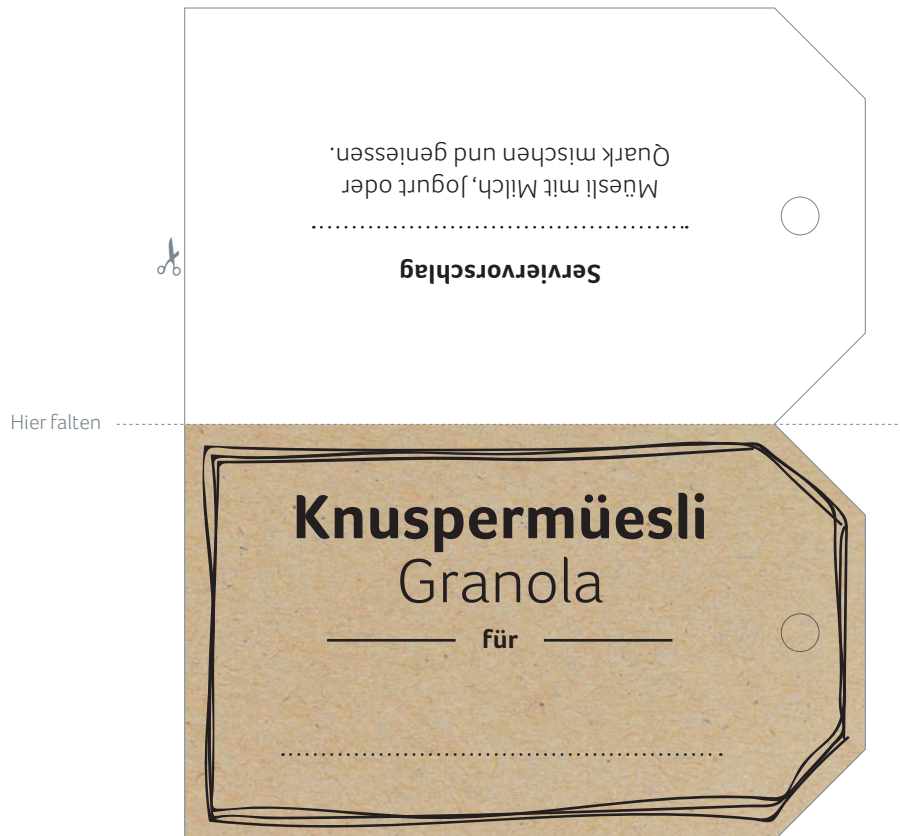 Serviervorschlag
Müesli mit Milch, Jogurt oder
Quark mischen und geniessen.
Hier falten
Knuspermüesli
Granola
für